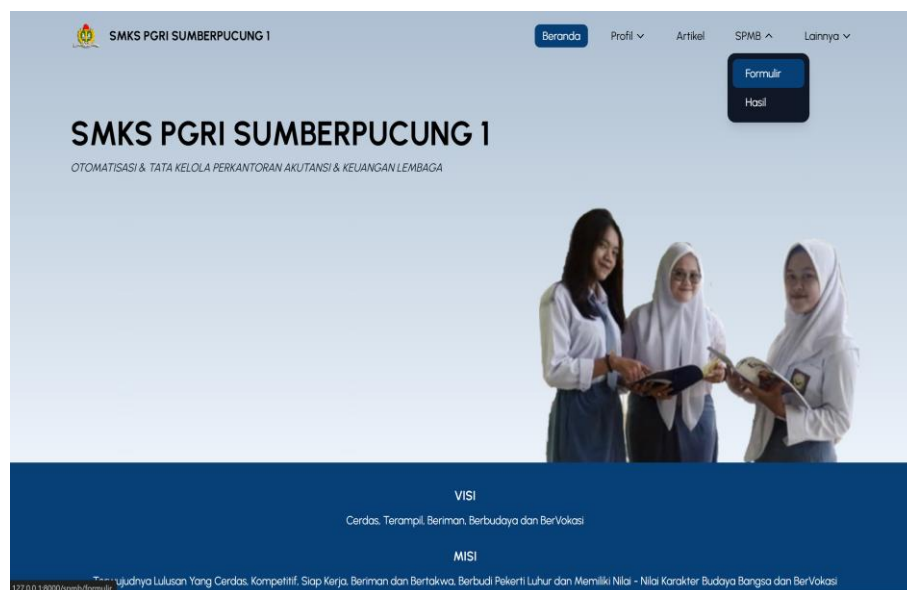 SMKS PGRI SUMBERPUCUNG 1
Beranda
Profil
Artikel
SPMB
Lainnya
Formulir
Hasil
SMKS PGRI SUMBERPUCUNG 1
OTOMATISASI & TATA KELOLA PERKANTORAN AKUTANSI & KEUANGAN LEMBAGA
VISI
Cerdas, Terampil, Beriman, Berbudaya dan BerVokasi
MISI
Lulusan Yang Cerdas, Kompetitif, Siap Kerja, Beriman dan Bertakwa, Berbudi Pekerti Luhur dan Memiliki Nilai - Nilai Karakter Budaya Bangsa dan BerVokasi
127.0.0.1:8000/spmb/formulir